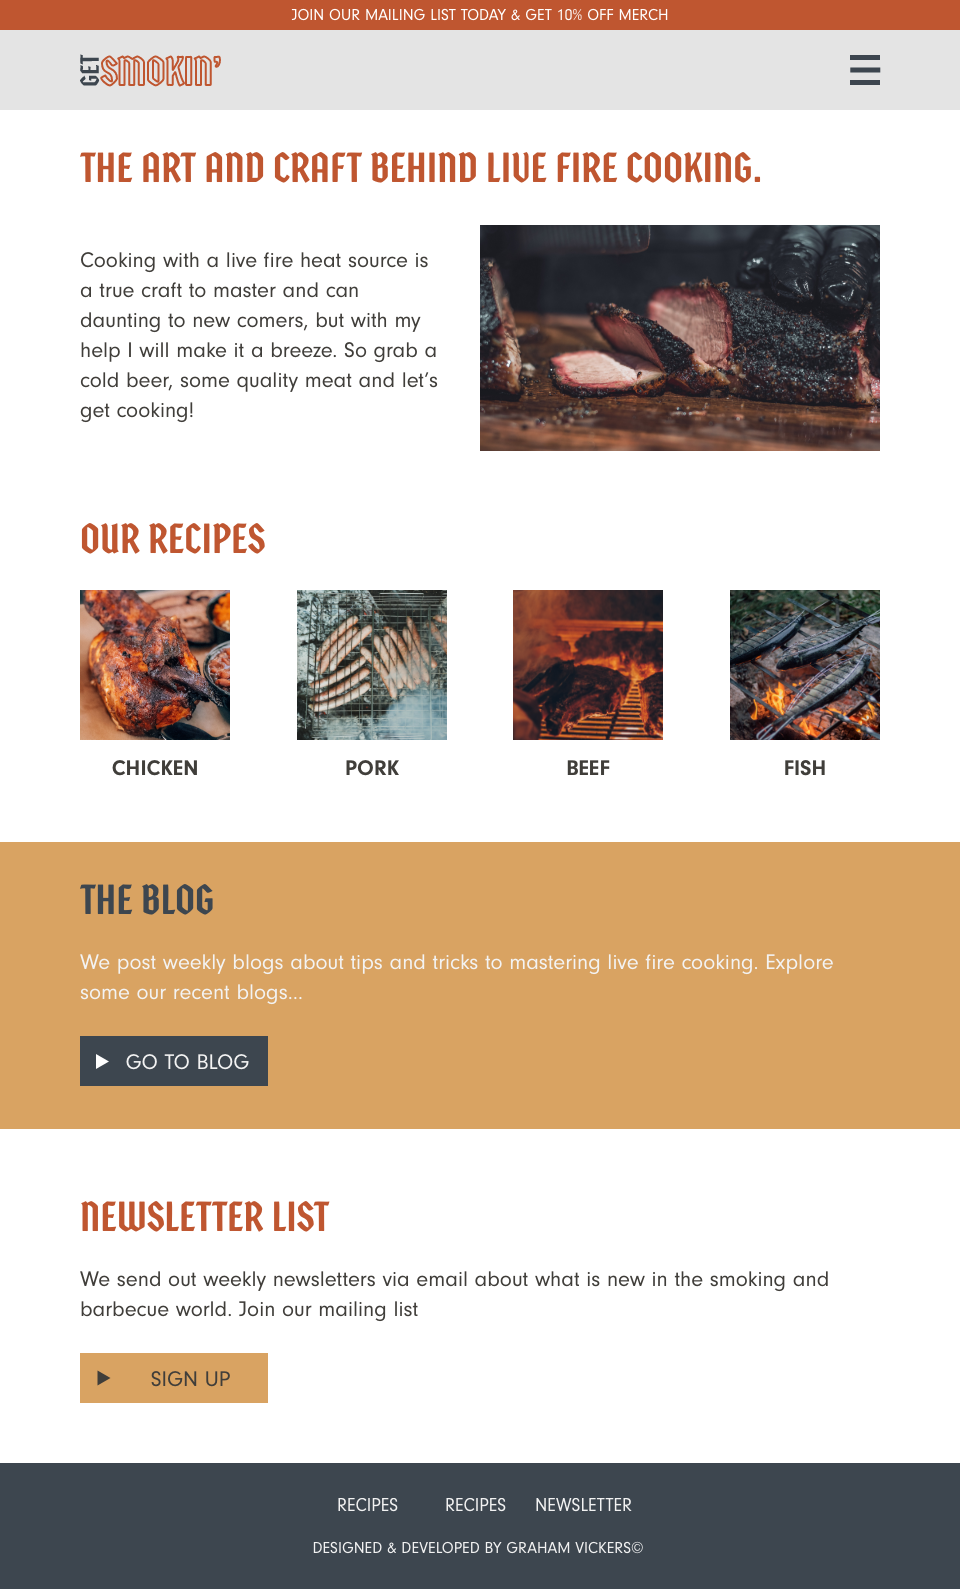 JOIN OUR MAILING LIST TODAY & GET 10% OFF MERCH
GET SMOKIN’
THE ART AND CRAFT BEHIND LIVE FIRE COOKING.
Cooking with a live fire heat source is
a true craft to master and can
daunting to new comers, but with my
help I will make it a breeze. So grab a
cold beer, some quality meat and let’s
get cooking!
OUR RECIPES
CHICKEN
PORK
BEEF
FISH
THE BLOG
We post weekly blogs about tips and tricks to mastering live fire cooking. Explore
some our recent blogs...
GO TO BLOG
NEWSLETTER LIST
We send out weekly newsletters via email about what is new in the smoking and
barbecue world. Join our mailing list
SIGN UP
RECIPES RECIPES NEWSLETTER
DESIGNED & DEVELOPED BY GRAHAM VICKERS©